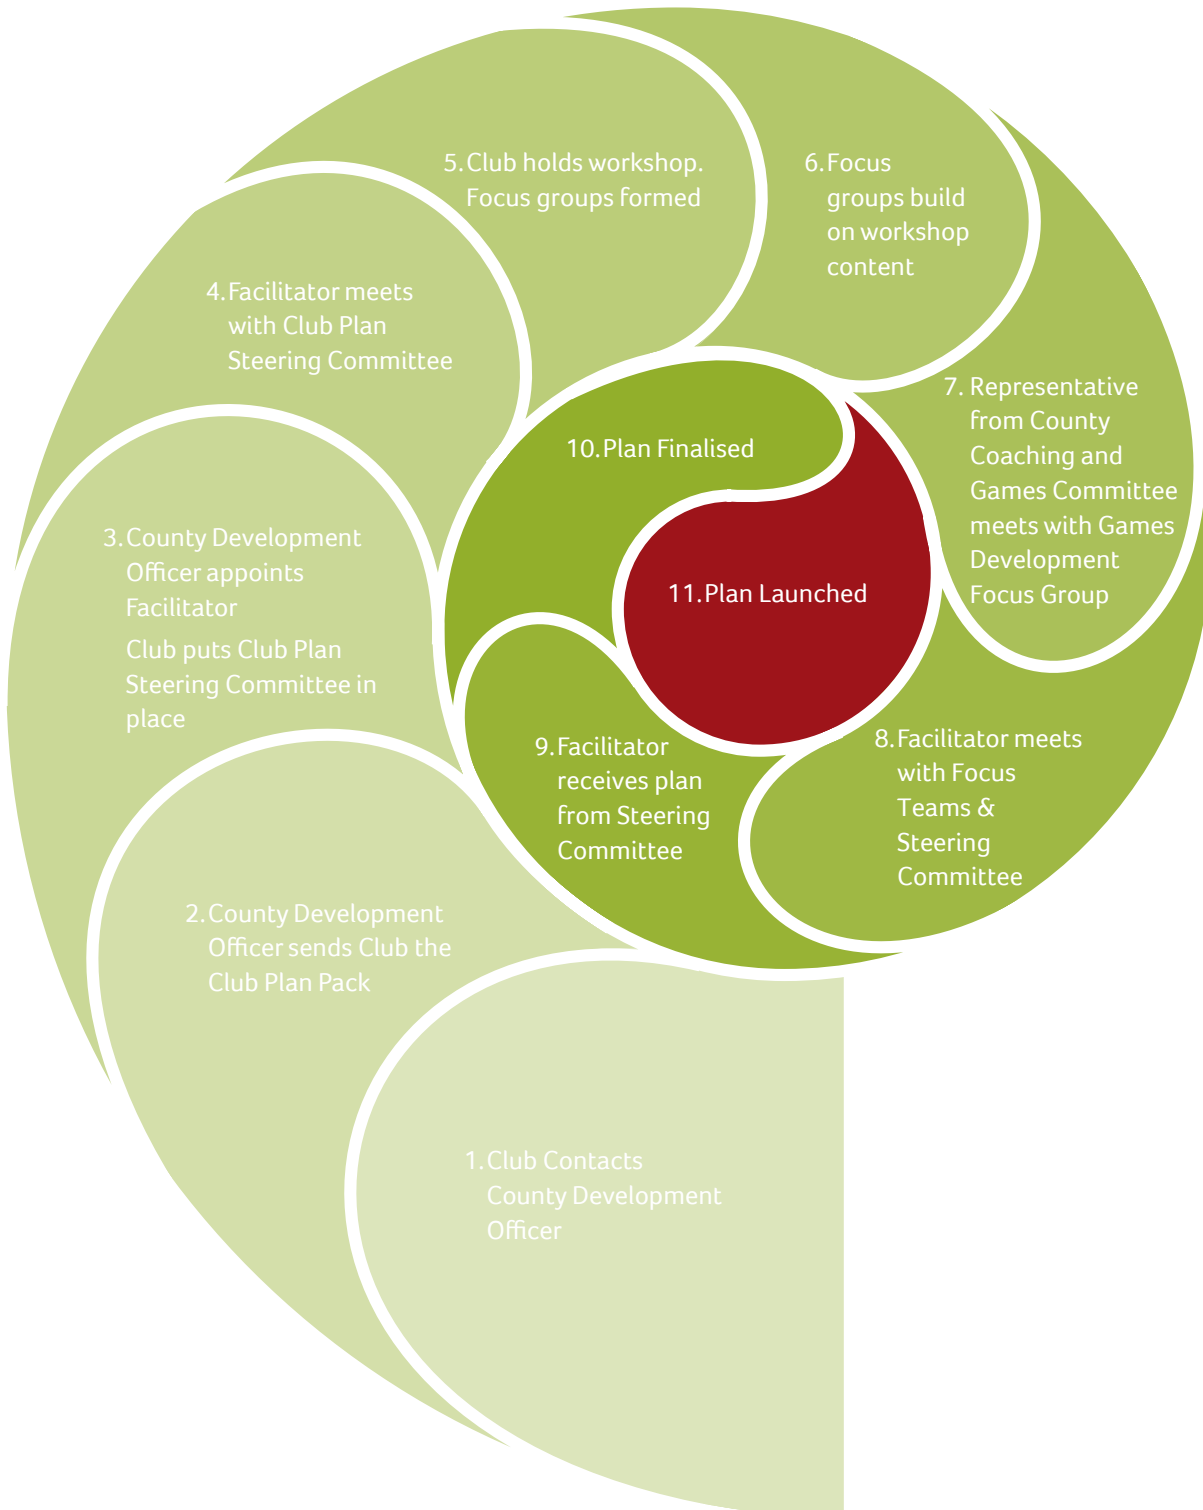 1. Club Contacts
County Development
Officer
2. County Development
Officer sends Club the
Club Plan Pack
3. County Development
Officer appoints
Facilitator
Club puts Club Plan
Steering Committee in
place
4. Facilitator meets
with Club Plan
Steering Committee
5. Club holds workshop.
Focus groups formed
6. Focus
groups build
on workshop
content
7. Representative
from County
Coaching and
Games Committee
meets with Games
Development
Focus Group
8. Facilitator meets
with Focus
Teams &
Steering
Committee
9. Facilitator
receives plan
from Steering
Committee
10. Plan Finalised
11. Plan Launched